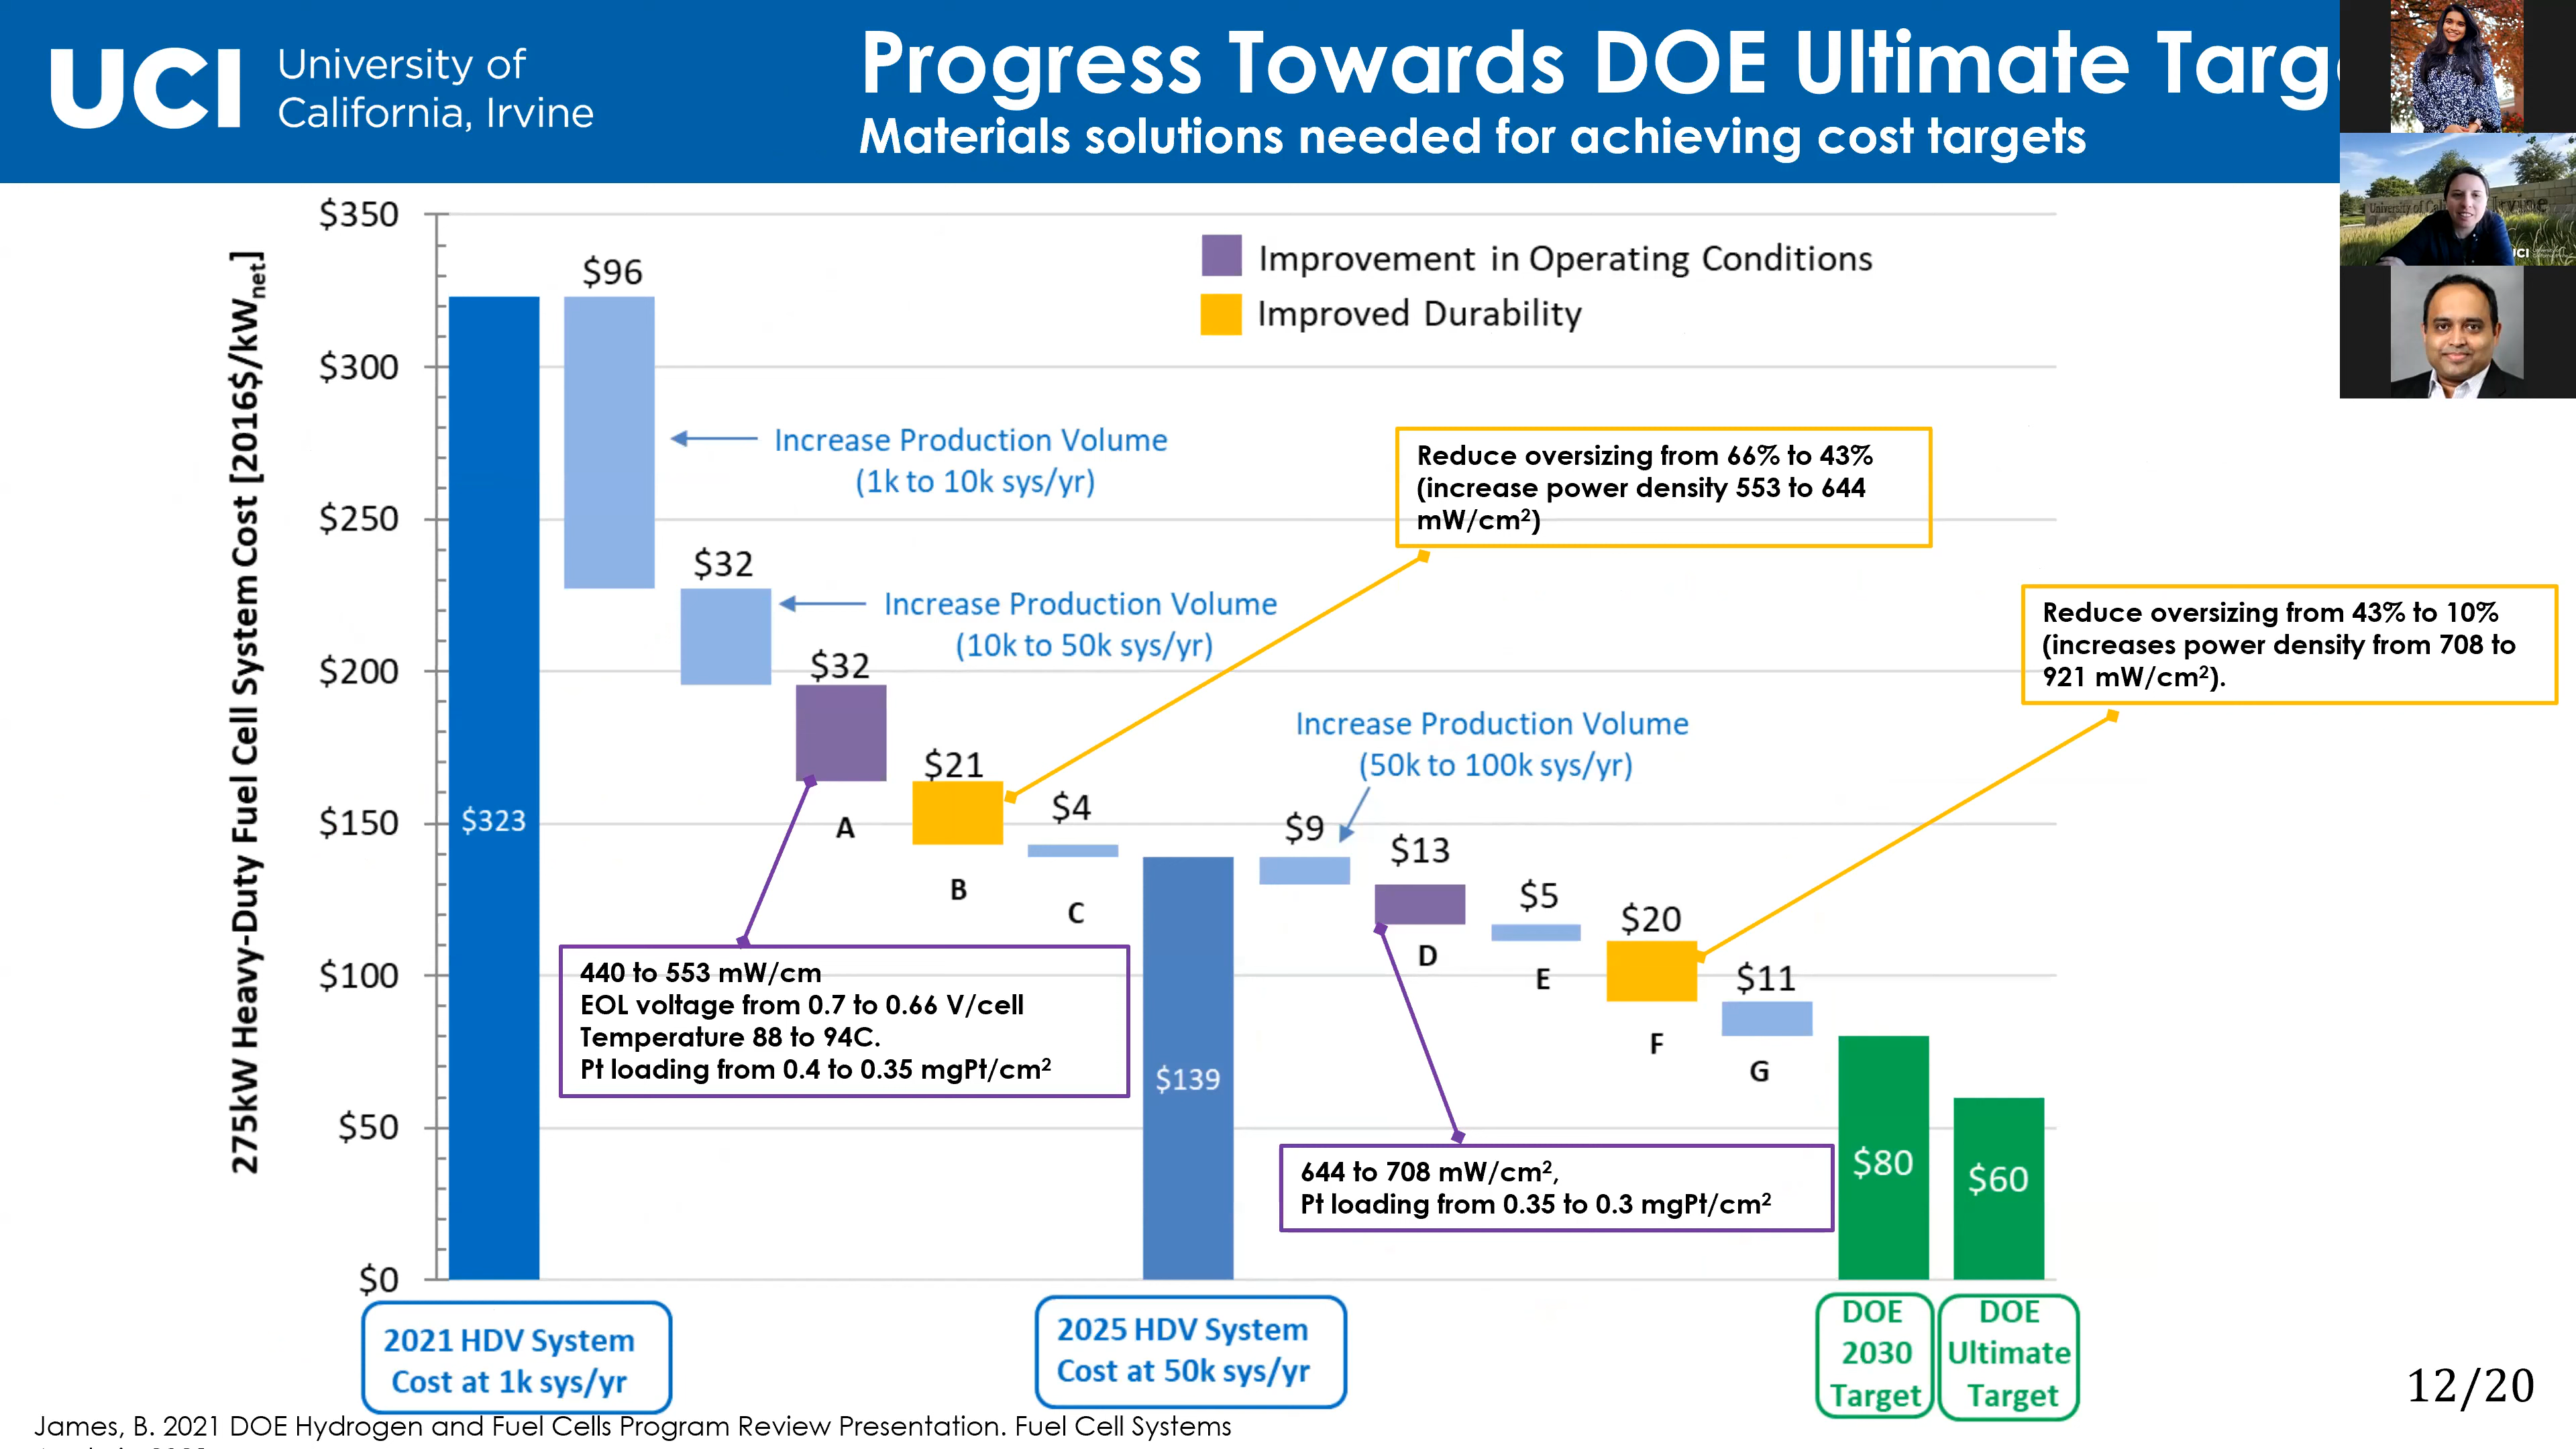 UCI University of
California, Irvine
Progress Towards DOE Ultimate Targ
Materials solutions needed for achieving cost targets
275kW Heavy-Duty Fuel Cell System Cost [2016$/kWnet]
$350
$300
$250
$200
$150
$100
$50
$0
Improvement in Operating Conditions
Improved Durability
$323
$96
Increase Production Volume
(1k to 10k sys/yr)
$32
Increase Production Volume
(10k to 50k sys/yr)
$32
A
440 to 553 mW/cm
EOL voltage from 0.7 to 0.66 V/cell
Temperature 88 to 94C.
Pt loading from 0.4 to 0.35 mgPt/cm²
$21
B
Reduce oversizing from 66% to 43%
(increase power density 553 to 644
mW/cm²)
$4
C
$139
$9
Increase Production Volume
(50k to 100k sys/yr)
$13
D
644 to 708 mW/cm²,
Pt loading from 0.35 to 0.3 mgPt/cm²
$5
E
$20
F
Reduce oversizing from 43% to 10%
(increases power density from 708 to
921 mW/cm²).
$11
G
$80
$60
2021 HDV System
Cost at 1k sys/yr
2025 HDV System
Cost at 50k sys/yr
DOE
2030
Target
DOE
Ultimate
Target
12/20
James, B. 2021 DOE Hydrogen and Fuel Cells Program Review Presentation. Fuel Cell Systems